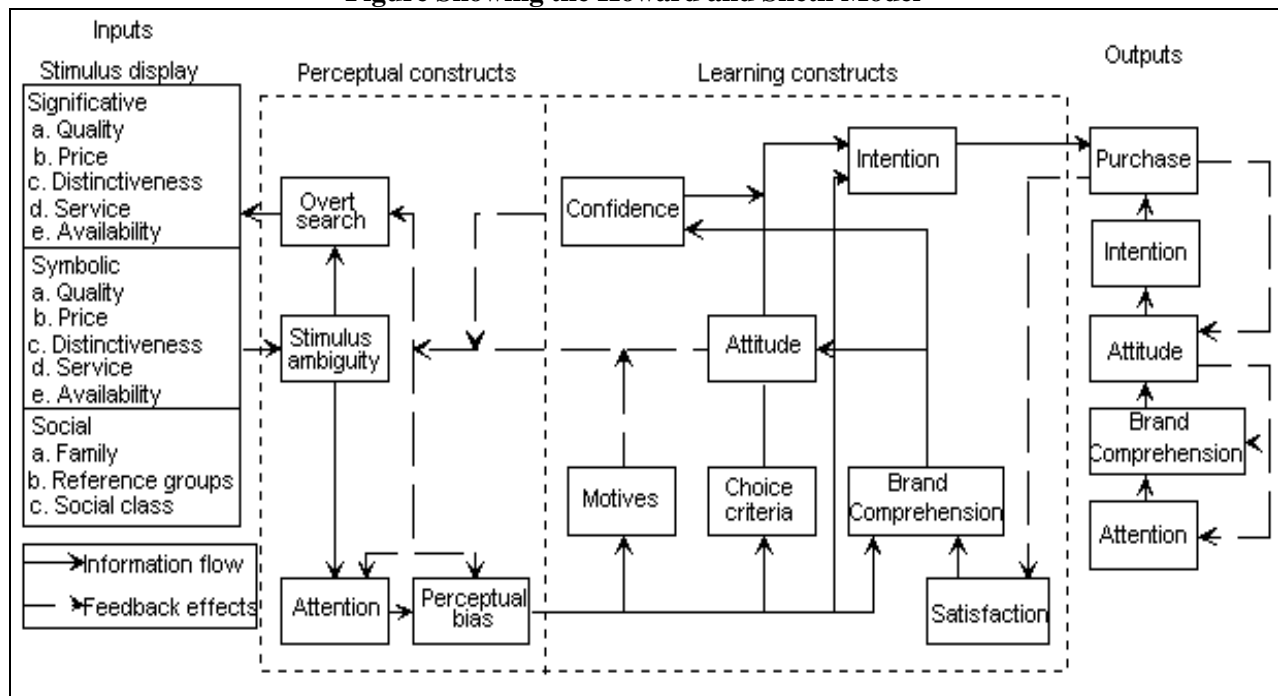 Figure Showing the Howard and Sheth Model
Inputs
Stimulus display
Significative
a. Quality
b. Price
c. Distinctiveness
d. Service
e. Availability
Symbolic
a. Quality
b. Price
c. Distinctiveness
d. Service
e. Availability
Social
a. Family
b. Reference groups
c. Social class
Information flow
Feedback effects
Perceptual constructs
Overt
search
Stimulus
ambiguity
Attention
Perceptual
bias
Learning constructs
Confidence
Intention
Attitude
Motives
Choice
criteria
Brand
Comprehension
Satisfaction
Outputs
Purchase
Intention
Attitude
Brand
Comprehension
Attention